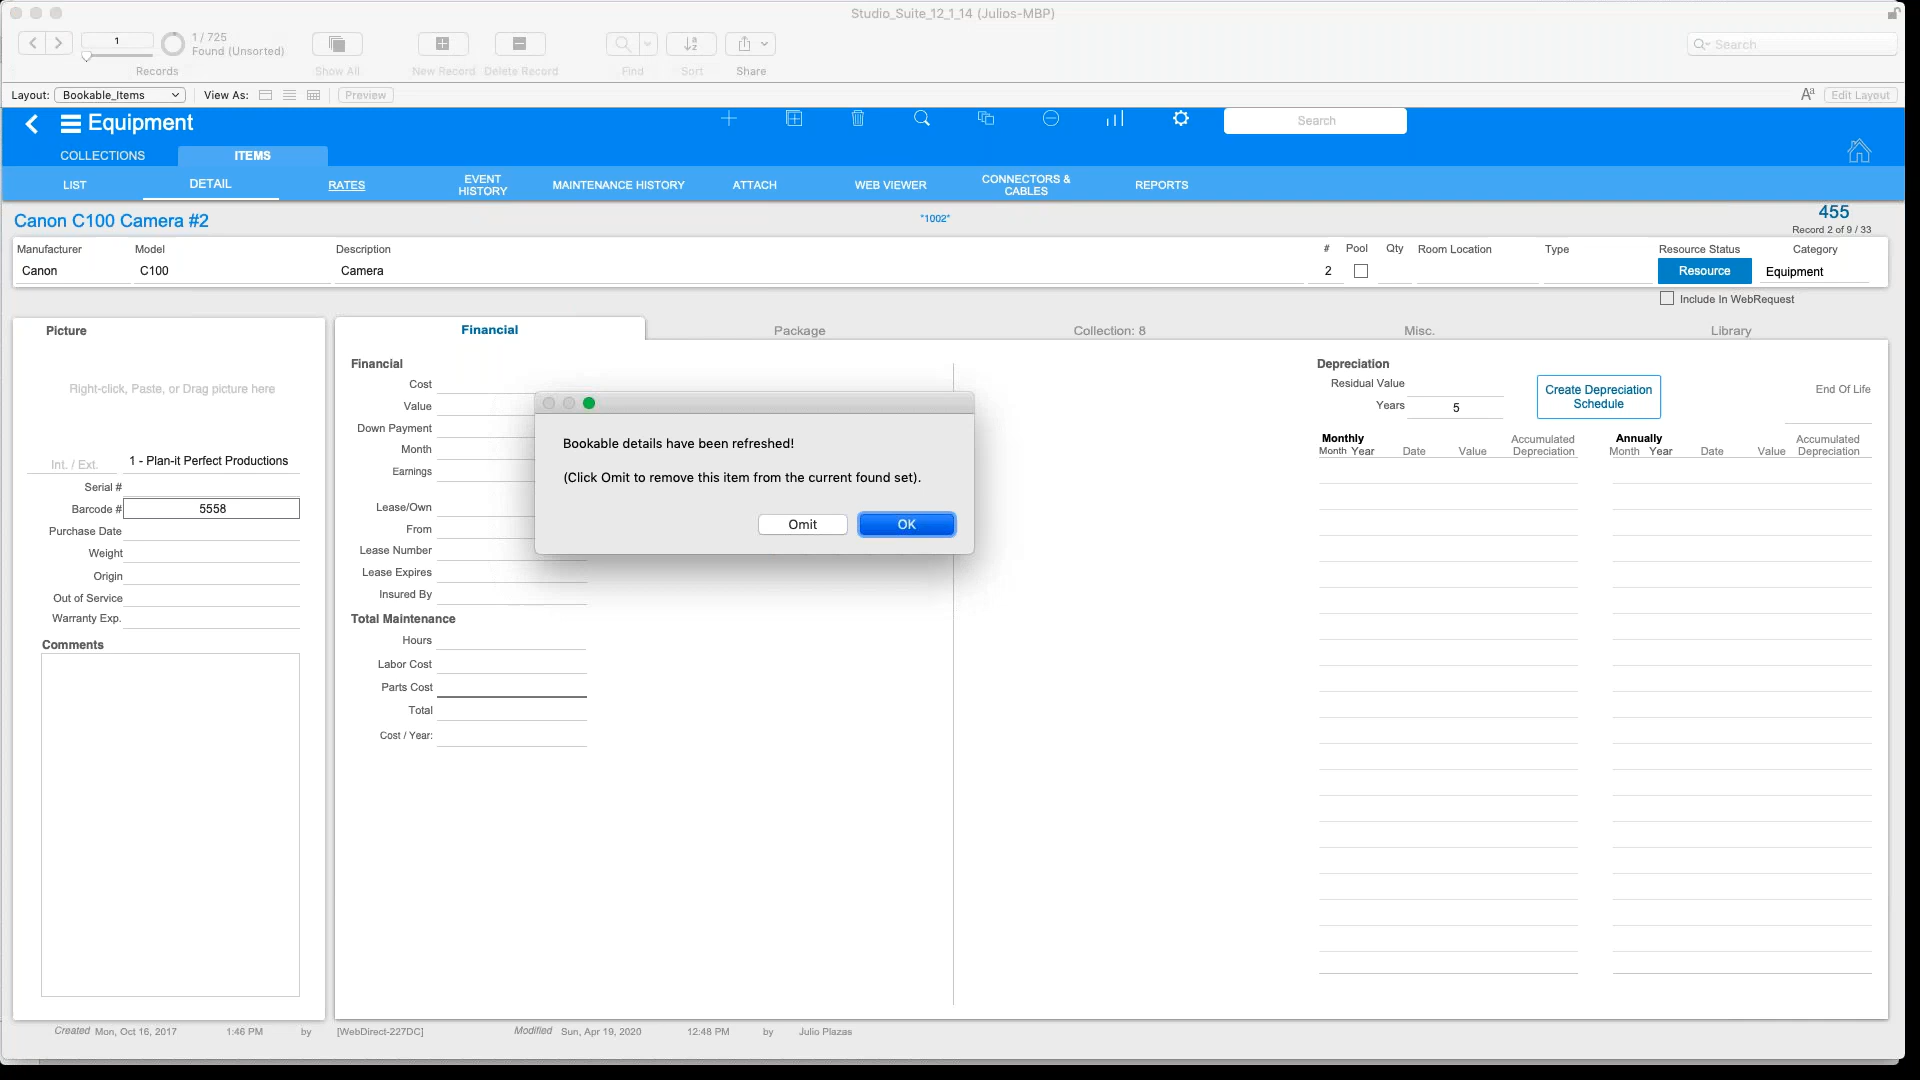 Studio_Suite_12_1_14 (Julios-MBP)
1
1 / 725
Found (Unsorted)
Records
Show All
New Record
Delete Record
Find
Sort
Share
Search
Layout:
Bookable_Items
View As:
Preview
Aa
Edit Layout
Equipment
Search
COLLECTIONS
ITEMS
LIST
DETAIL
RATES
EVENT
HISTORY
MAINTENANCE HISTORY
ATTACH
WEB VIEWER
CONNECTORS &
CABLES
REPORTS
Canon C100 Camera #2
*1002*
455
Record 2 of 9 / 33
Manufacturer
Model
Description
#
Pool
Qty
Room Location
Type
Resource Status
Category
Canon
C100
Camera
2
Resource
Equipment
Include In WebRequest
Picture
Right-click, Paste, or Drag picture here
Int. / Ext.
1 - Plan-it Perfect Productions
Serial #
Barcode #
5558
Purchase Date
Weight
Origin
Out of Service
Warranty Exp.
Comments
Financial
Package
Collection: 8
Misc.
Library
Financial
Cost
Value
Down Payment
Month
Earnings
Lease/Own
From
Lease Number
Lease Expires
Insured By
Total Maintenance
Hours
Labor Cost
Parts Cost
Total
Cost / Year:
Bookable details have been refreshed!
(Click Omit to remove this item from the current found set).
Omit
OK
Depreciation
Residual Value
Years
5
Create Depreciation
Schedule
End Of Life
Monthly
Month Year
Date
Value
Accumulated
Depreciation
Annually
Month Year
Date
Value
Accumulated
Depreciation
Created Mon, Oct 16, 2017
1:46 PM
by
[WebDirect-227DC]
Modified Sun, Apr 19, 2020
12:48 PM
by
Julio Plazas